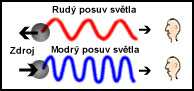 Rudý posuv světla
Zdroj
Modrý posuv světla